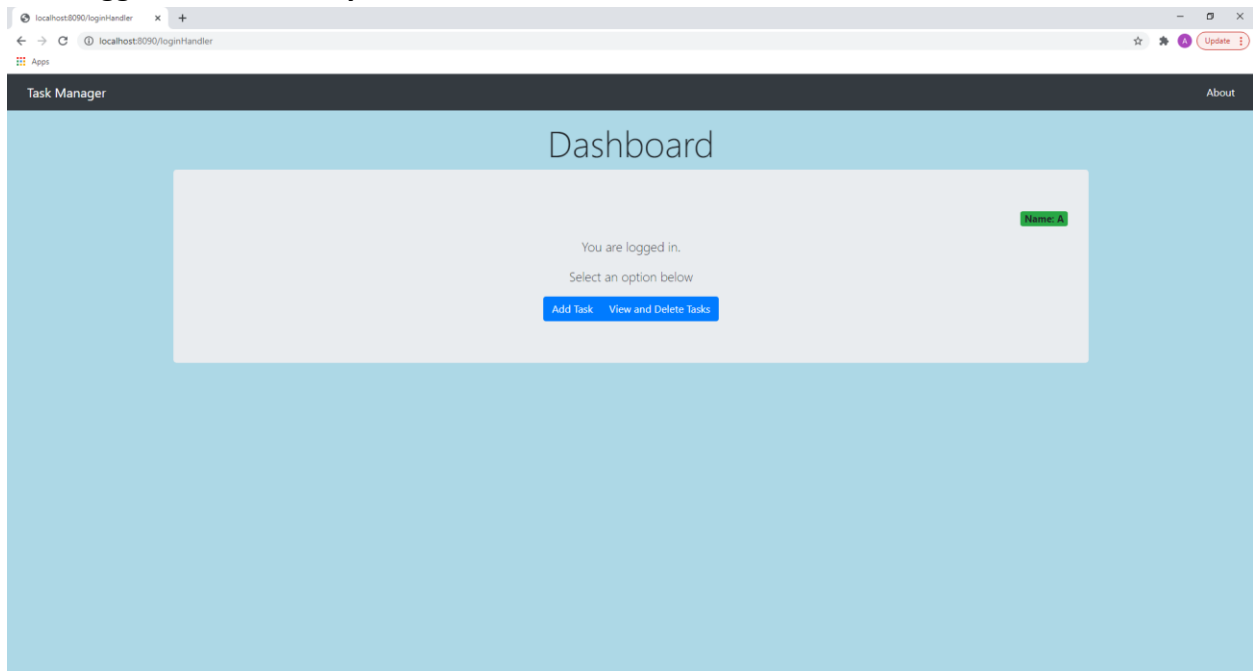 localhost:8090/loginHandler
localhost:8090/loginHandler
A
Update
Apps
Task Manager
About
Dashboard
Name: A
You are logged in.
Select an option below
Add Task View and Delete Tasks